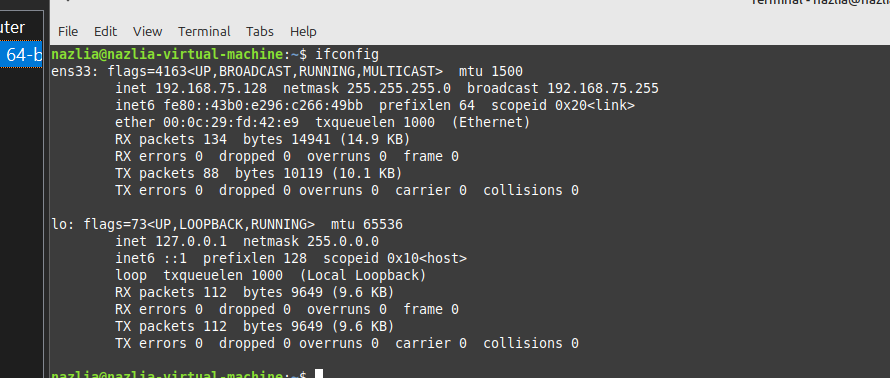 Terminal - nazlia@nazlia
uter
File Edit View Terminal Tabs Help
64-b
nazlia@nazlia-virtual-machine:~$ ifconfig
ens33: flags=4163<UP,BROADCAST,RUNNING,MULTICAST>  mtu 1500
        inet 192.168.75.128  netmask 255.255.255.0  broadcast 192.168.75.255
        inet6 fe80::43b0:e296:c266:49bb  prefixlen 64  scopeid 0x20<link>
        ether 00:0c:29:fd:42:e9  txqueuelen 1000  (Ethernet)
        RX packets 134  bytes 14941 (14.9 KB)
        RX errors 0  dropped 0  overruns 0  frame 0
        TX packets 88  bytes 10119 (10.1 KB)
        TX errors 0  dropped 0 overruns 0  carrier 0  collisions 0

lo: flags=73<UP,LOOPBACK,RUNNING>  mtu 65536
        inet 127.0.0.1  netmask 255.0.0.0
        inet6 ::1  prefixlen 128  scopeid 0x10<host>
        loop  txqueuelen 1000  (Local Loopback)
        RX packets 112  bytes 9649 (9.6 KB)
        RX errors 0  dropped 0  overruns 0  frame 0
        TX packets 112  bytes 9649 (9.6 KB)
        TX errors 0  dropped 0 overruns 0  carrier 0  collisions 0

nazlia@nazlia-virtual-machine:~$